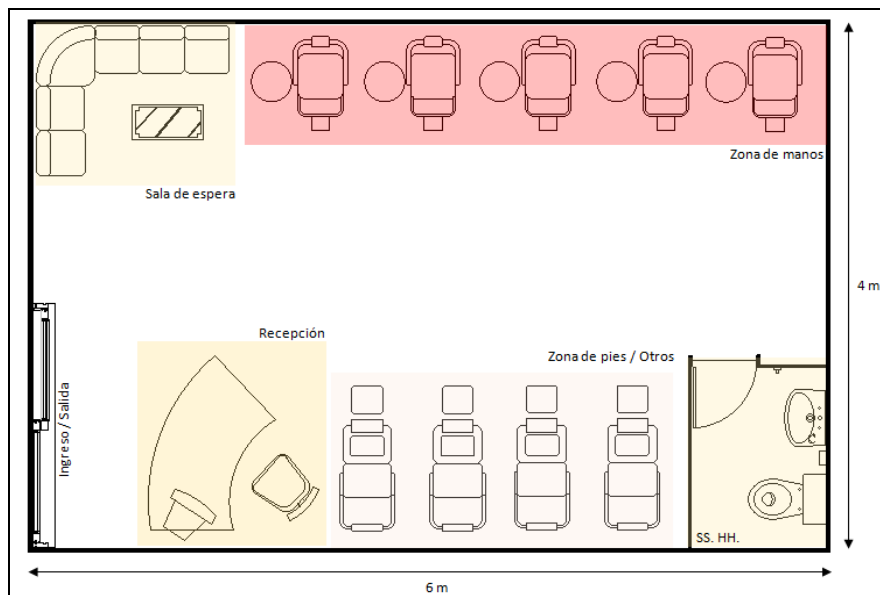 Zona de manos
Sala de espera
4 m
Recepción
Zona de pies / Otros
Ingreso / Salida
SS. HH.
6 m